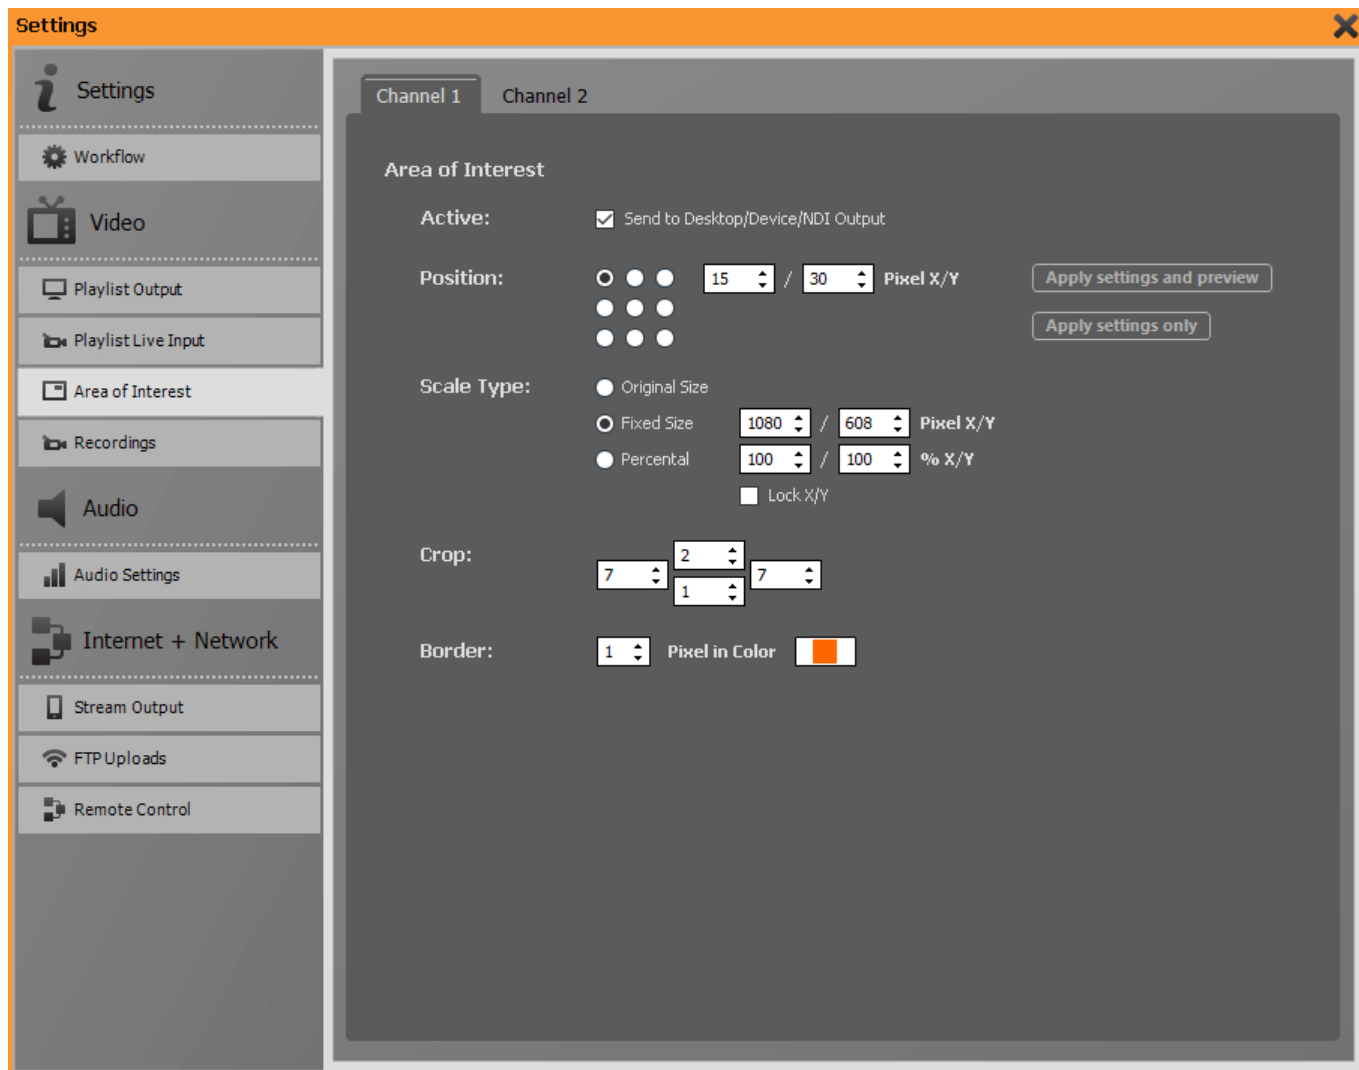 Settings
Settings
Workflow
Video
Playlist Output
Playlist Live Input
Area of Interest
Recordings
Audio
Audio Settings
Internet + Network
Stream Output
FTP Uploads
Remote Control
Channel 1 Channel 2
Area of Interest
Active: Send to Desktop/Device/NDI Output
Position: 15 / 30 Pixel X/Y Apply settings and preview
Apply settings only
Scale Type: Original Size
Fixed Size 1080 / 608 Pixel X/Y
Percental 100 / 100 % X/Y
Lock X/Y
Crop: 2
7 7
1
Border: 1 Pixel in Color